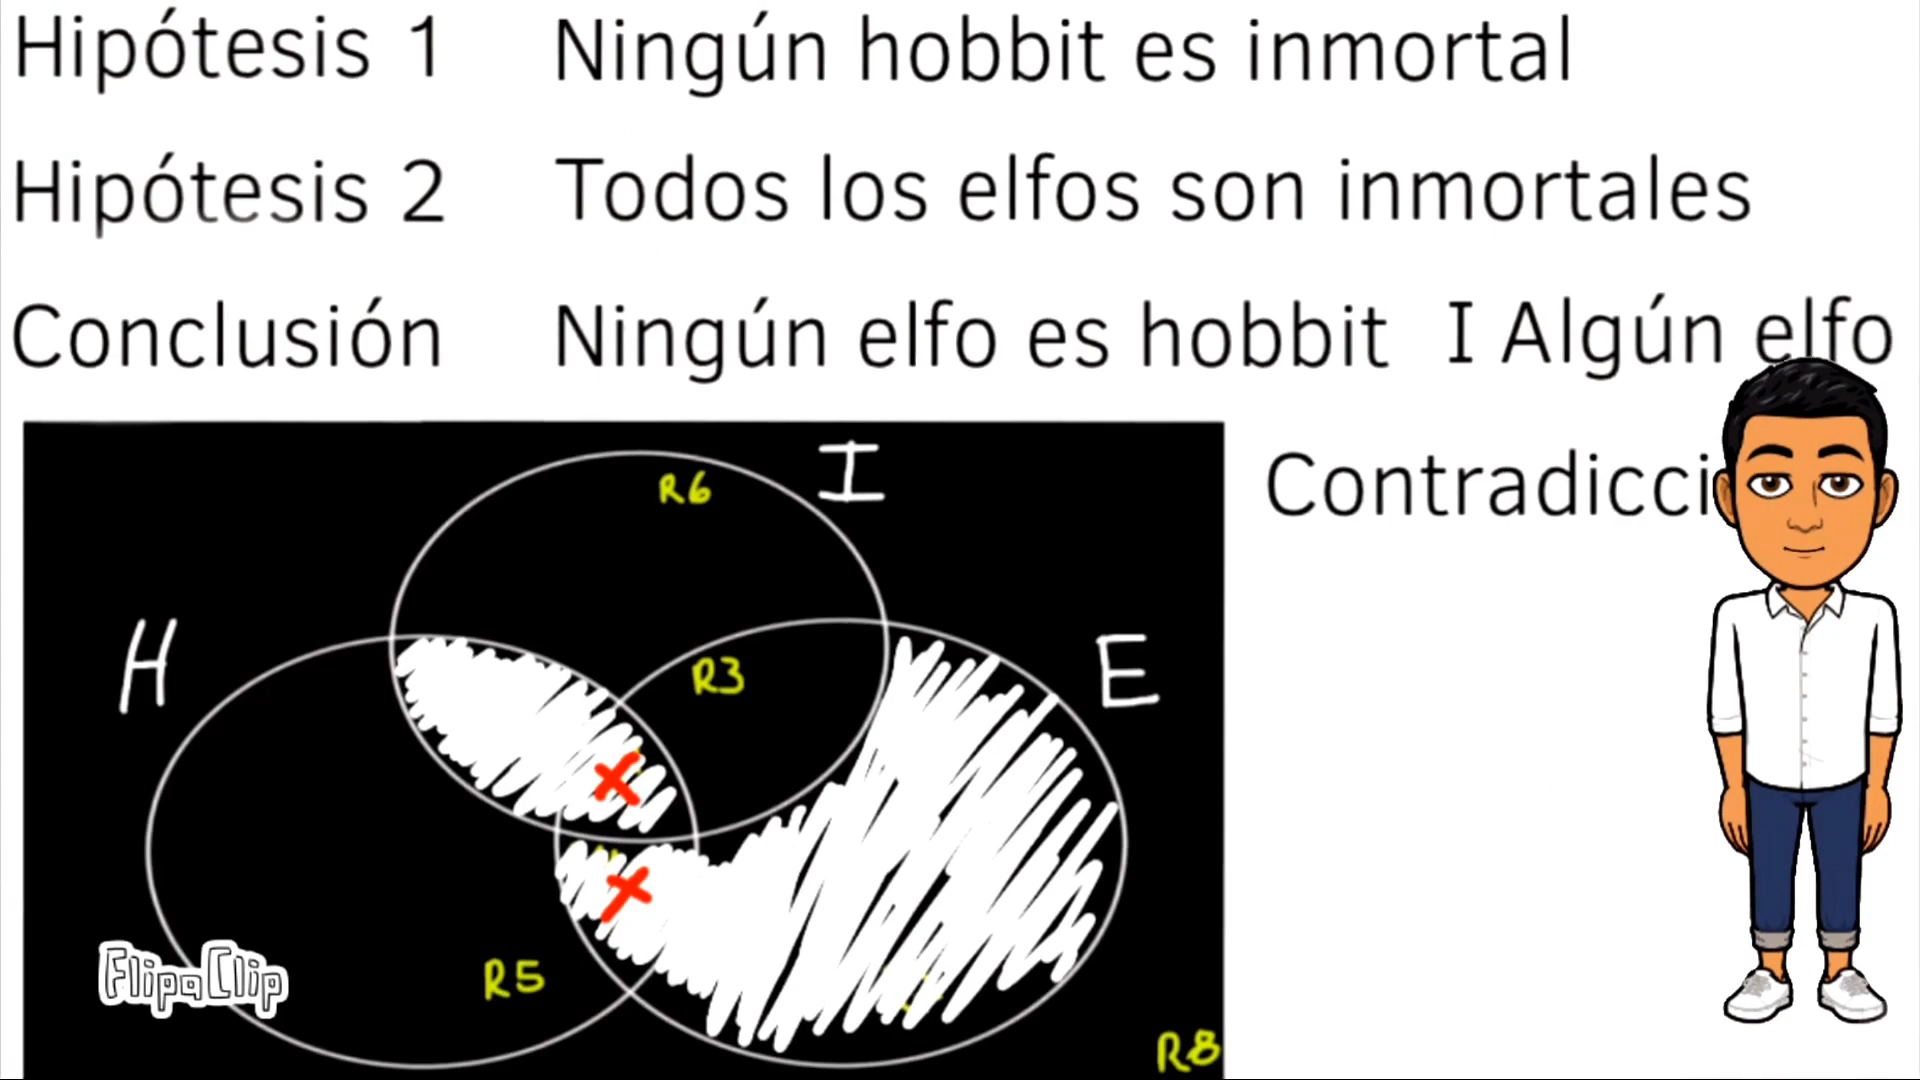 Hipótesis 1 Ningún hobbit es inmortal
Hipótesis 2 Todos los elfos son inmortales
Conclusión Ningún elfo es hobbit I Algún elfo
Contradicci
I
R6
H
R3
E
R5
FlipaClip
R8